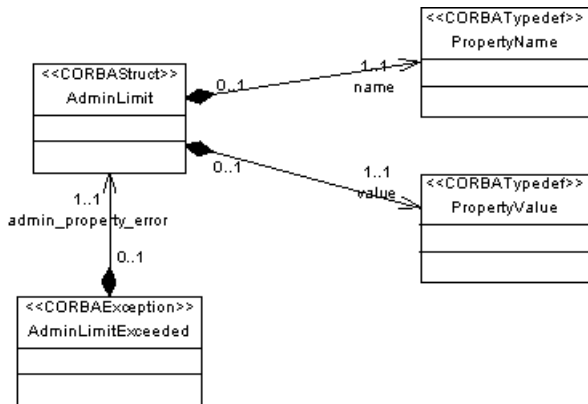 <<CORBATypedef>>
PropertyName
<<CORBAStruct>>
AdminLimit
0..1
1..1
name
0..1
1..1
value
<<CORBATypedef>>
PropertyValue
1..1
admin_property_error
0..1
<<CORBAException>>
AdminLimitExceeded